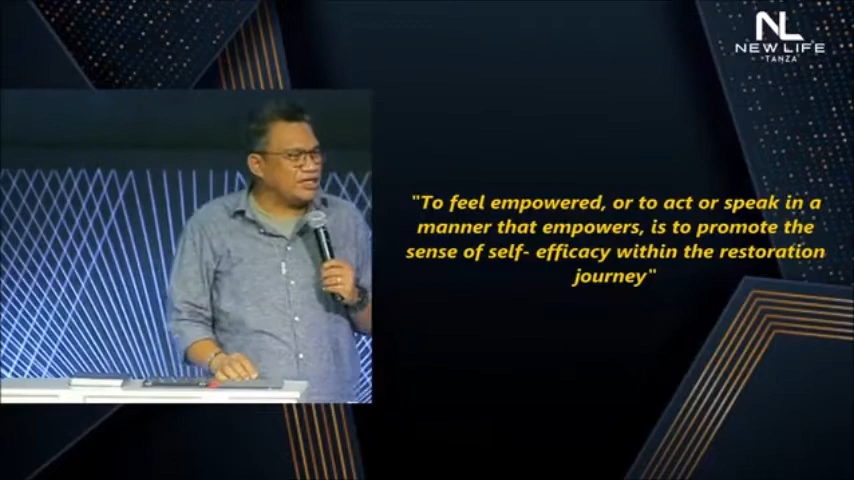 NL
NEW LIFE
TANZA
"To feel empowered, or to act or speak in a
manner that empowers, is to promote the
sense of self- efficacy within the restoration
journey"